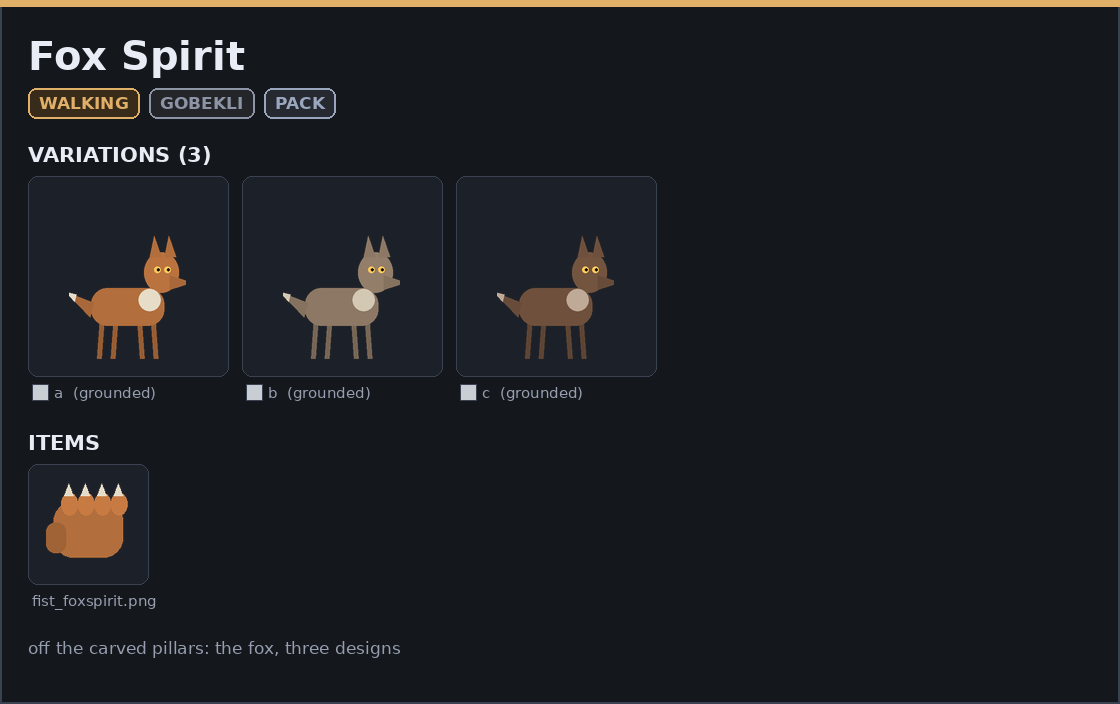 Fox Spirit
WALKING GOBEKLI PACK
VARIATIONS (3)
a (grounded) b (grounded) c (grounded)
ITEMS
fist_foxspirit.png
off the carved pillars: the fox, three designs